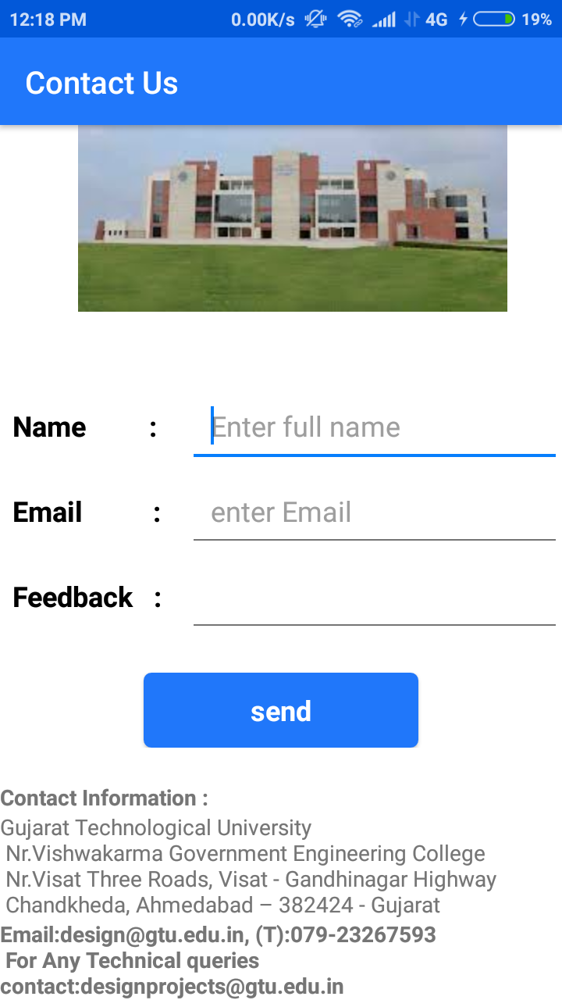 12:18 PM 0.00K/s 4G 19%
Contact Us
Name : Enter full name
Email : enter Email
Feedback :
send
Contact Information :
Gujarat Technological University
Nr.Vishwakarma Government Engineering College
Nr.Visat Three Roads, Visat - Gandhinagar Highway
Chandkheda, Ahmedabad – 382424 - Gujarat
Email:design@gtu.edu.in, (T):079-23267593
For Any Technical queries
contact:designprojects@gtu.edu.in